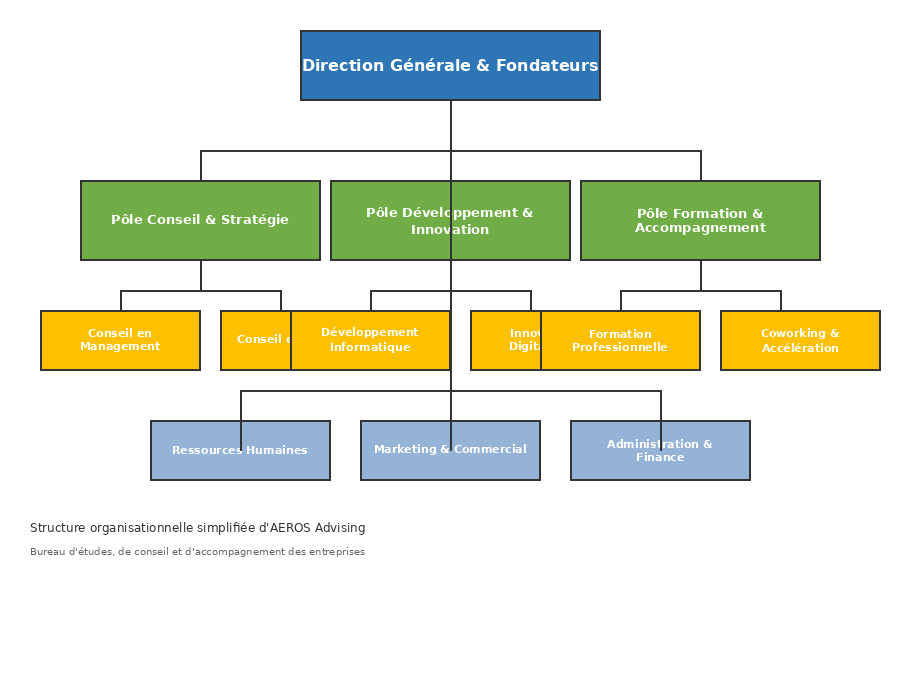 Direction Générale & Fondateurs
Pôle Conseil & Stratégie
Pôle Développement &
Innovation
Pôle Formation &
Accompagnement
Conseil en
Management
Conseil
Développement
Informatique
Formation
Professionnelle
Coworking &
Accélération
Ressources Humaines
Marketing & Commercial
Administration &
Finance
Structure organisationnelle simplifiée d'AEROS Advising
Bureau d'études, de conseil et d'accompagnement des entreprises